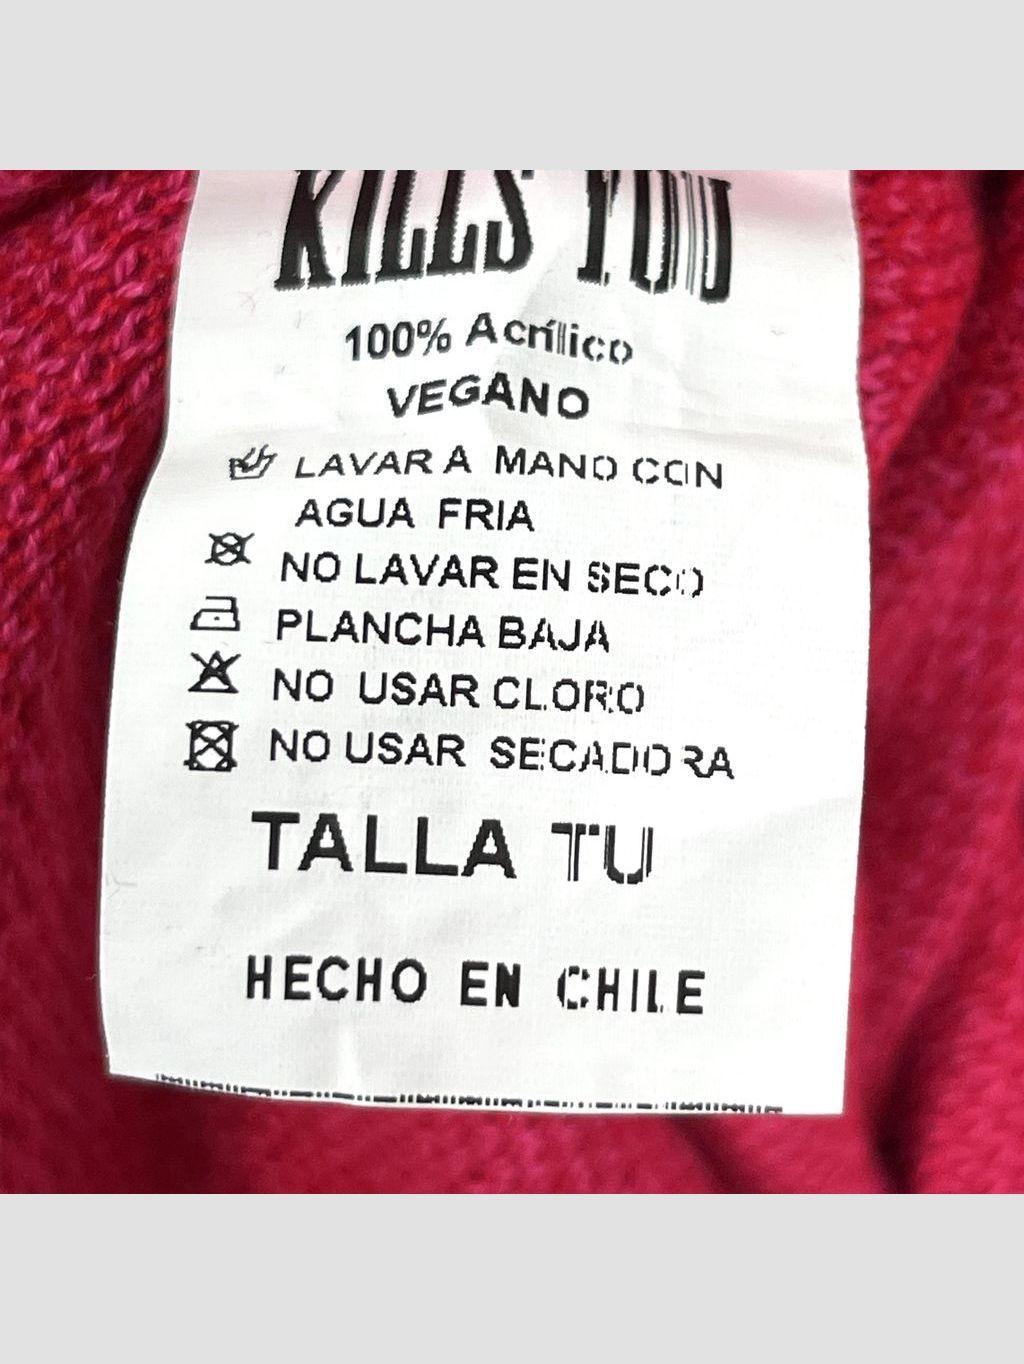 KILLS YOU
100% Acrílico
VEGANO
LAVAR A MANO CON
AGUA FRIA
NO LAVAR EN SECO
PLANCHA BAJA
NO USAR CLORO
NO USAR SECADORA
TALLA TU
HECHO EN CHILE